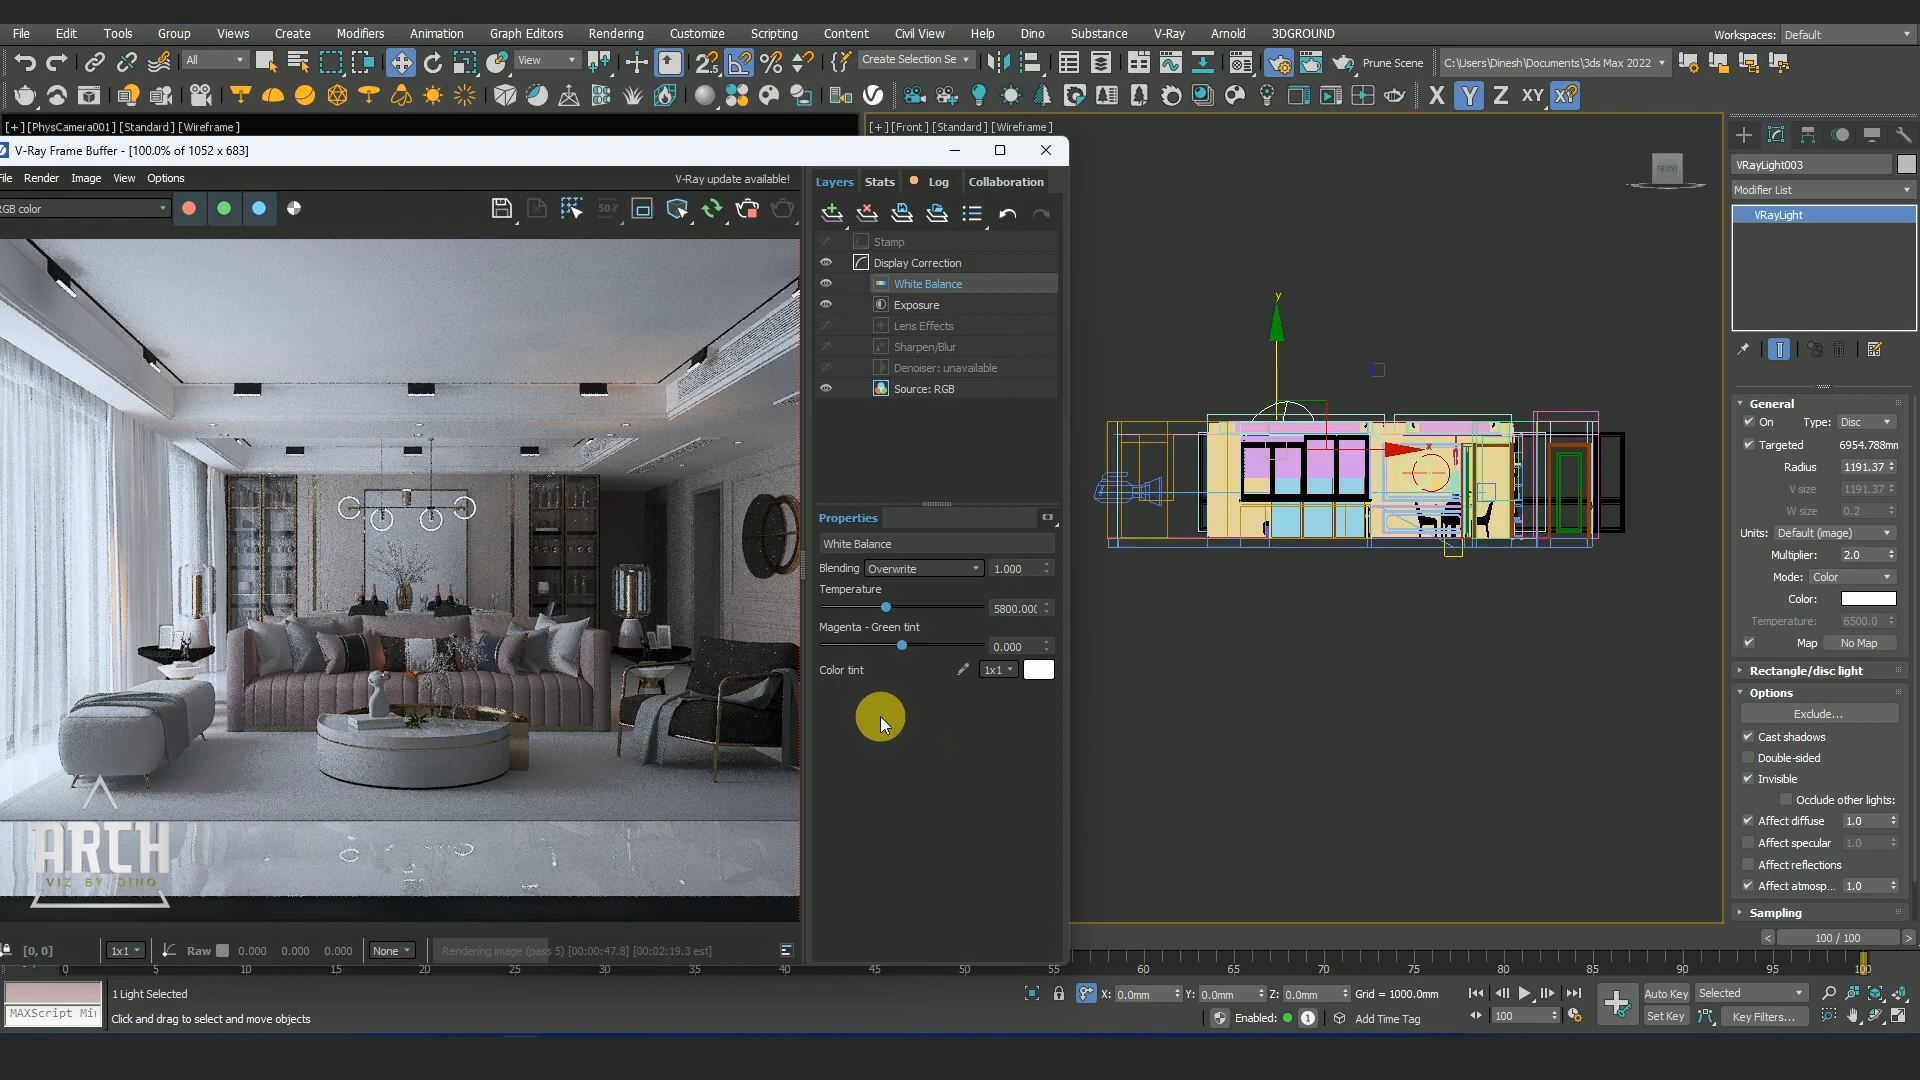 File Edit Tools Group Views Create Modifiers Animation Graph Editors Rendering Customize Scripting Content Civil View Help Dino Substance V-Ray Arnold 3DGROUND Workspaces: Default
All View Create Selection Se Prune Scene C:\Users\Dinesh\Documents\3ds Max 2022
X Y Z XY
[+] [PhysCamera001] [Standard] [Wireframe]
[+] [Front] [Standard] [Wireframe]
V-Ray Frame Buffer - [100.0% of 1052 x 683]
Render Image View Options V-Ray update available!
Layers Stats Log Collaboration
Stamp
Display Correction
White Balance
Exposure
Lens Effects
Sharpen/Blur
Denoiser: unavailable
Source: RGB
Properties
White Balance
Blending Overwrite 1.000
Temperature
5800.00
Magenta - Green tint
0.000
Color tint 1x1
ARCH
VIZ BY DINO
[0, 0] 1x1 Raw 0.000 0.000 0.000 None Rendering image (pass 5) [00:00:47.8] [00:02:19.3 est]
y
x
FRONT
VRayLight003
Modifier List
VRayLight
General
On Type: Disc
Targeted 6954.788mm
Radius 1191.37
V size 1191.37
W size 0.2
Units: Default (image)
Multiplier: 2.0
Mode: Color
Color:
Temperature: 6500.0
Map No Map
Rectangle/disc light
Options
Exclude...
Cast shadows
Double-sided
Invisible
Occlude other lights:
Affect diffuse 1.0
Affect specular 1.0
Affect reflections
Affect atmosp... 1.0
Sampling
< 100 / 100 >
0 5 10 15 20 25 30 35 40 45 50 55 60 65 70 75 80 85 90 95 100
1 Light Selected
X: 0.0mm Y: 0.0mm Z: 0.0mm Grid = 1000.0mm
Auto Key Selected
MAXScript Mi
Click and drag to select and move objects
Enabled: 1 Add Time Tag
100
Set Key Key Filters...